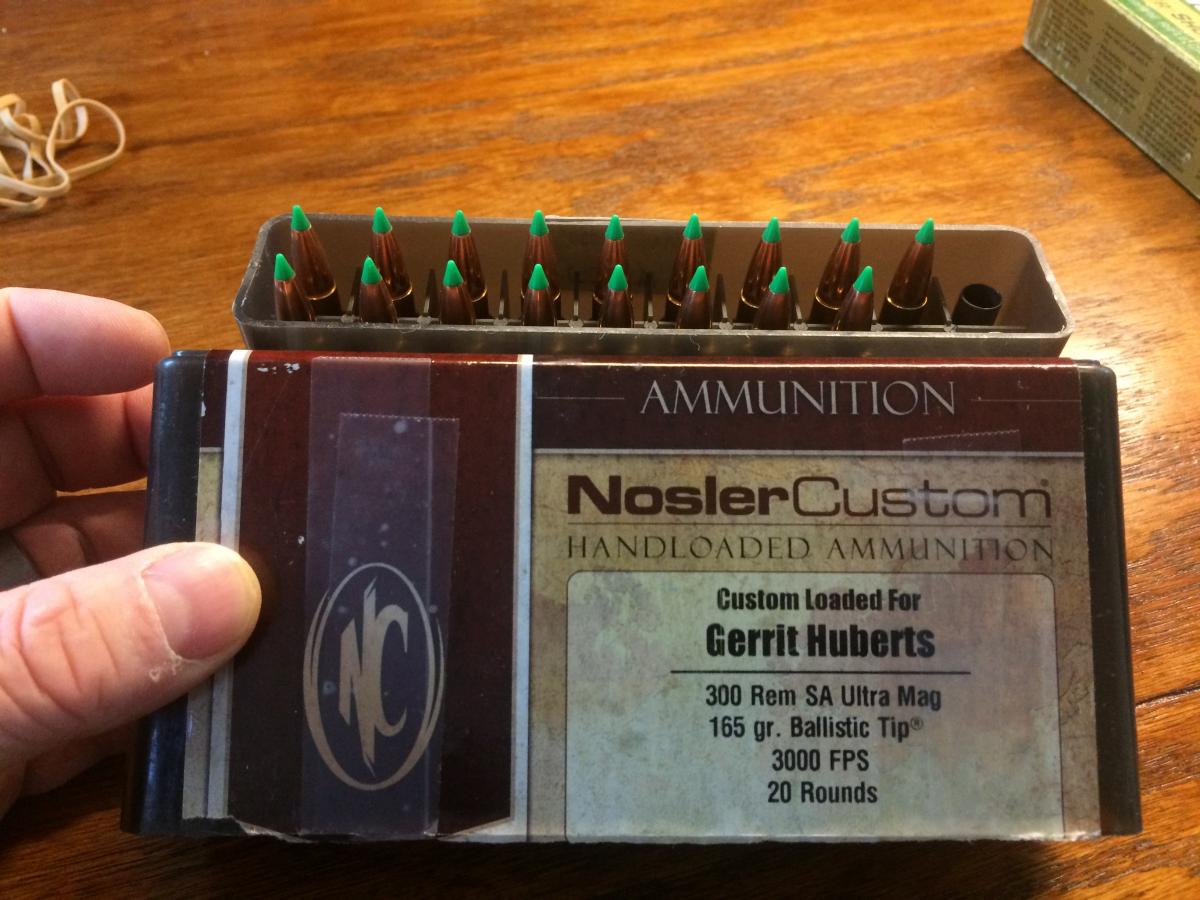 AMMUNITION
NoslerCustom®
HANDLOADED AMMUNITION
Custom Loaded For
Gerrit Huberts
300 Rem SA Ultra Mag
165 gr. Ballistic Tip®
3000 FPS
20 Rounds
NC